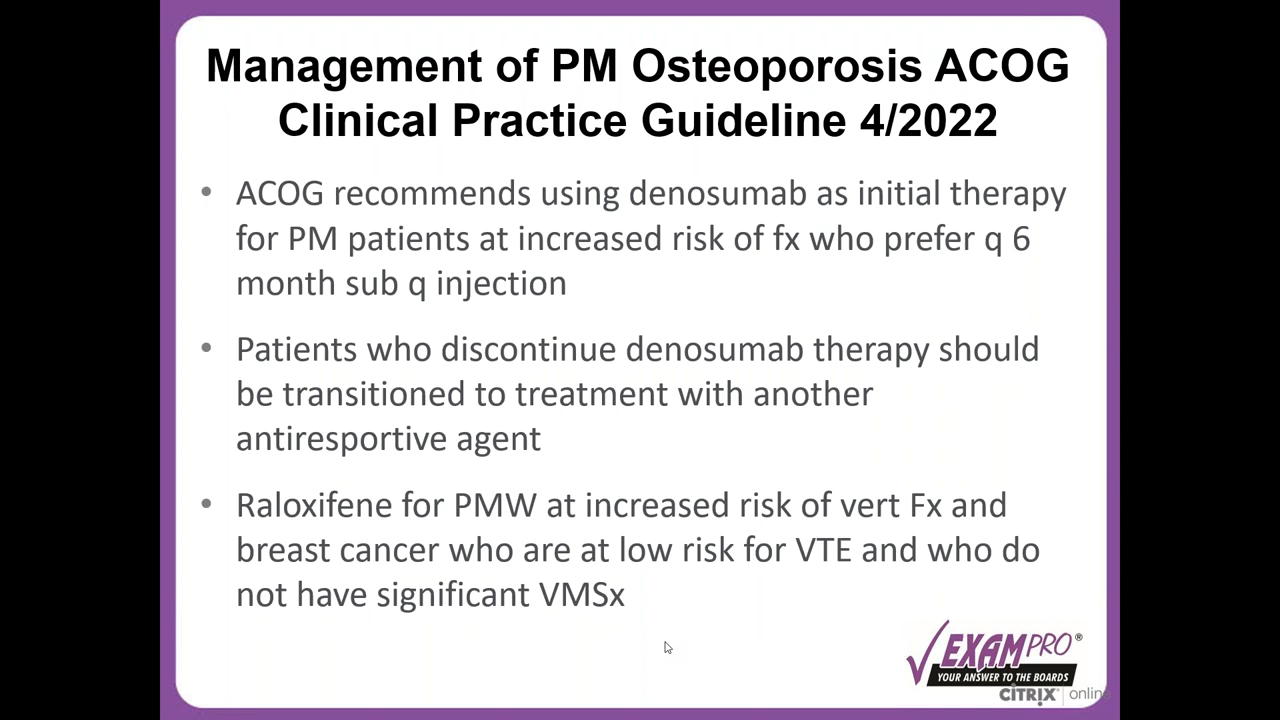 Management of PM Osteoporosis ACOG
Clinical Practice Guideline 4/2022
• ACOG recommends using denosumab as initial therapy
for PM patients at increased risk of fx who prefer q 6
month sub q injection
• Patients who discontinue denosumab therapy should
be transitioned to treatment with another
antiresportive agent
• Raloxifene for PMW at increased risk of vert Fx and
breast cancer who are at low risk for VTE and who do
not have significant VMSx
EXAMPRO®
YOUR ANSWER TO THE BOARDS
CITRIX® | online